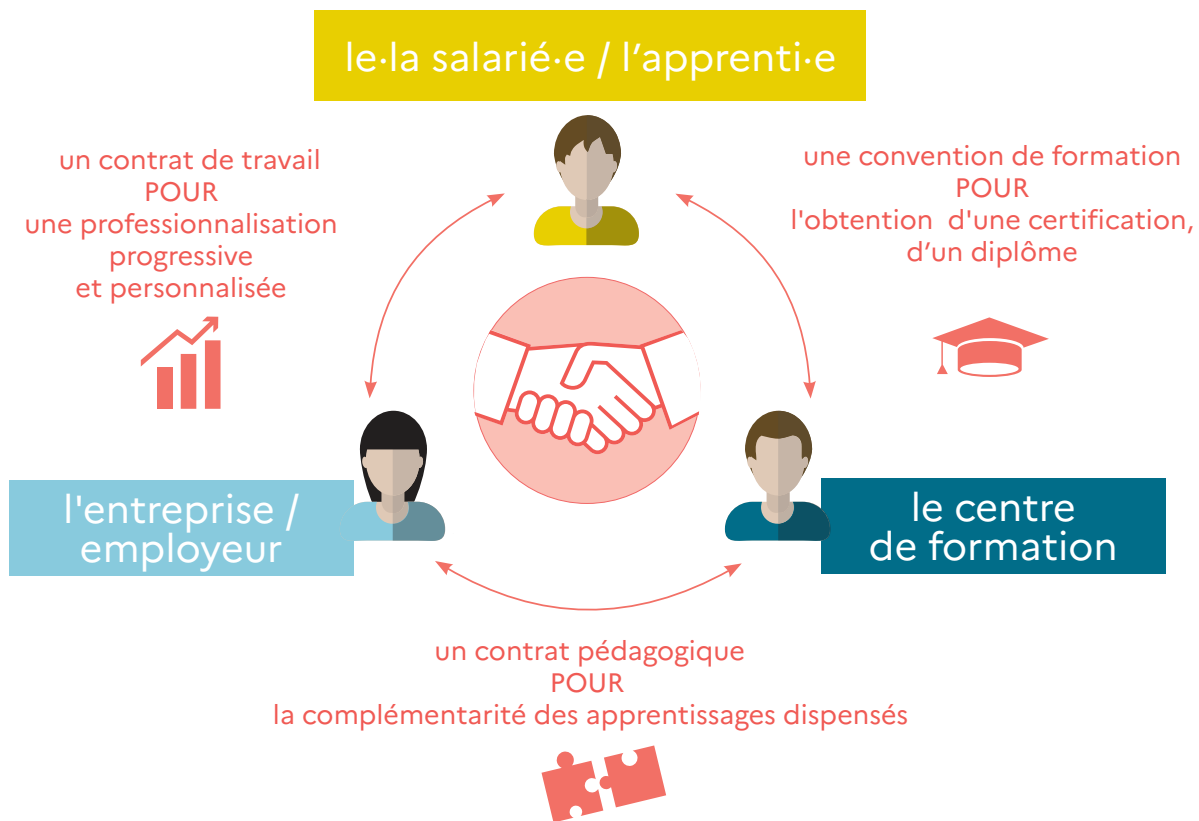 le·la salarié·e / l’apprenti·e
un contrat de travail
POUR
une professionnalisation
progressive
et personnalisée
une convention de formation
POUR
l'obtention d'une certification,
d’un diplôme
l'entreprise /
employeur
le centre
de formation
un contrat pédagogique
POUR
la complémentarité des apprentissages dispensés